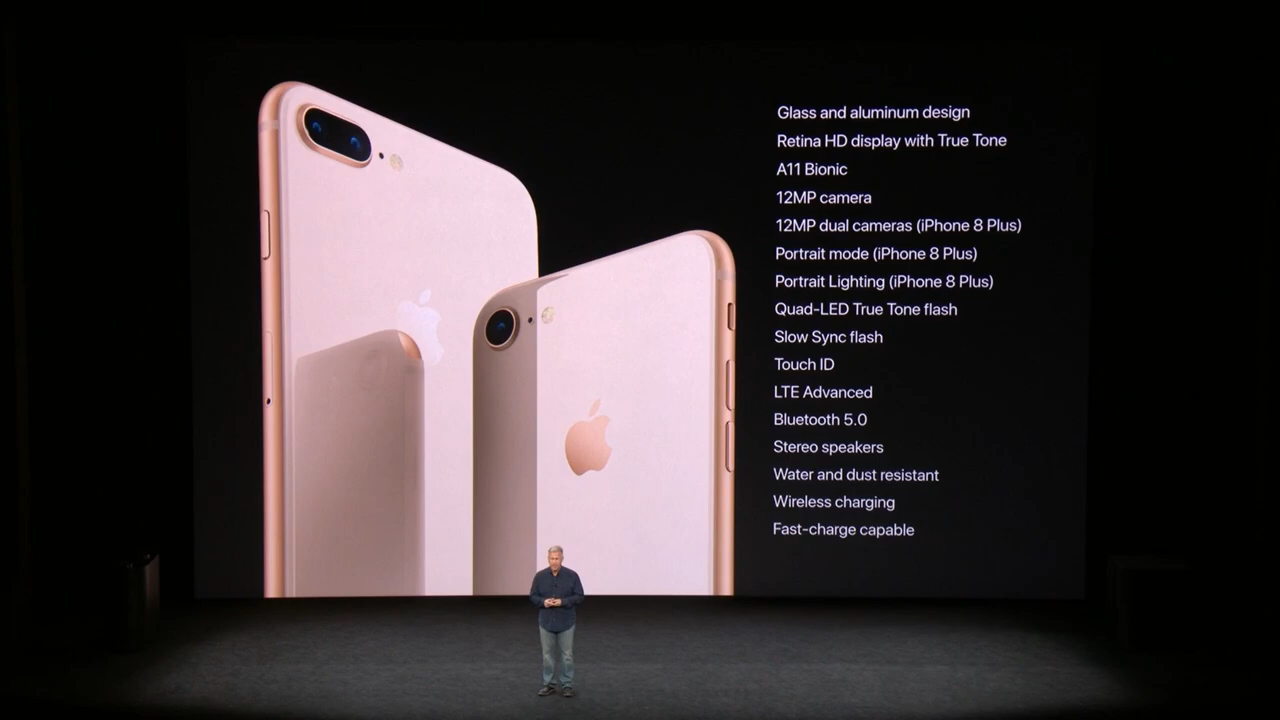 Glass and aluminum design
Retina HD display with True Tone
A11 Bionic
12MP camera
12MP dual cameras (iPhone 8 Plus)
Portrait mode (iPhone 8 Plus)
Portrait Lighting (iPhone 8 Plus)
Quad-LED True Tone flash
Slow Sync flash
Touch ID
LTE Advanced
Bluetooth 5.0
Stereo speakers
Water and dust resistant
Wireless charging
Fast-charge capable